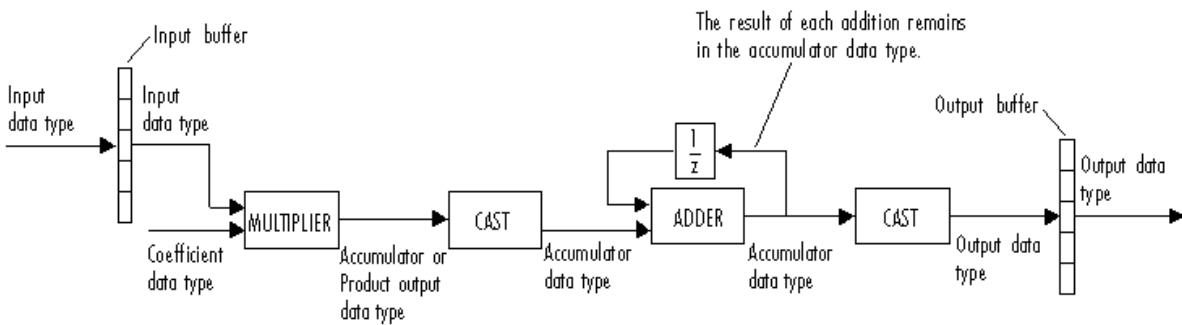 Input buffer
The result of each addition remains
in the accumulator data type.
Input
data type
Input
data type
Output buffer
1
z
Output data
type
MULTIPLIER
CAST
ADDER
CAST
Coefficient
data type
Accumulator or
Product output
data type
Accumulator
data type
Accumulator
data type
Output data
type